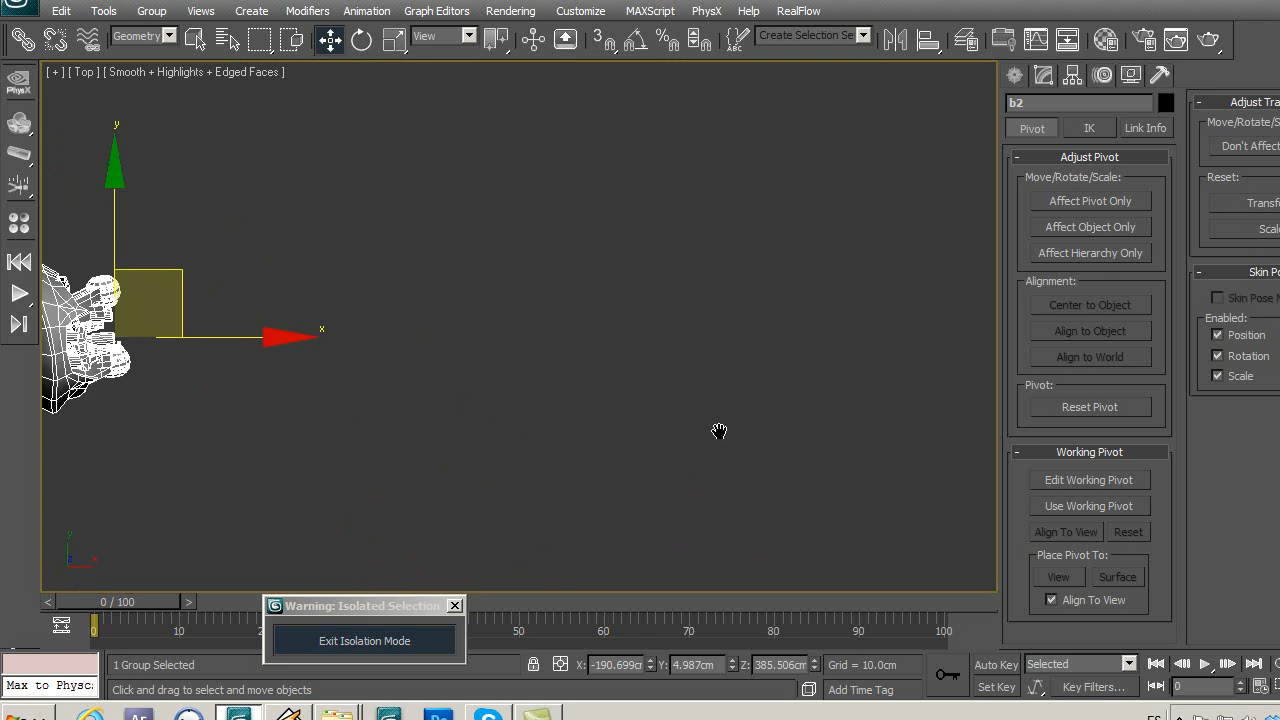 Edit Tools Group Views Create Modifiers Animation Graph Editors Rendering Customize MAXScript PhysX Help RealFlow
Geometry View 3 Create Selection Se
[ + ] [ Top ] [ Smooth + Highlights + Edged Faces ]
PhysX
b2
Pivot IK Link Info
Adjust Pivot
Move/Rotate/Scale:
Affect Pivot Only
Affect Object Only
Affect Hierarchy Only
Alignment:
Center to Object
Align to Object
Align to World
Pivot:
Reset Pivot
Working Pivot
Edit Working Pivot
Use Working Pivot
Align To View Reset
Place Pivot To:
View Surface
Align To View
Adjust Tra
Move/Rotate/S
Don't Affect
Reset:
Transf
Scal
Skin Po
Skin Pose M
Enabled:
Position
Rotation
Scale
y
x
y
z x
< 0 / 100 >
0 10 2 50 60 70 80 90 100
Warning: Isolated Selection
Exit Isolation Mode
1 Group Selected X: -190.699cm Y: 4.987cm Z: 385.506cm Grid = 10.0cm Auto Key Selected
Max to Physc: Click and drag to select and move objects Add Time Tag Set Key Key Filters... 0